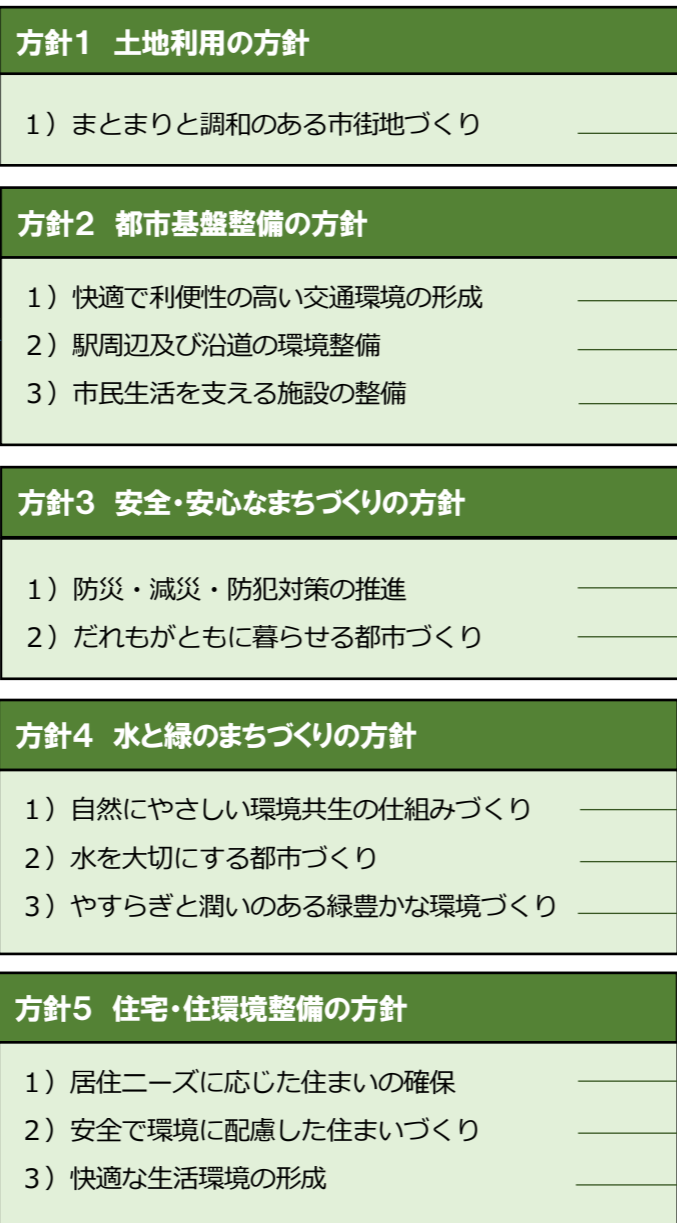 方針1 土地利用の方針
1）まとまりと調和のある市街地づくり
方針2 都市基盤整備の方針
1）快適で利便性の高い交通環境の形成
2）駅周辺及び沿道の環境整備
3）市民生活を支える施設の整備
方針3 安全・安心なまちづくりの方針
1）防災・減災・防犯対策の推進
2）だれもがともに暮らせる都市づくり
方針4 水と緑のまちづくりの方針
1）自然にやさしい環境共生の仕組みづくり
2）水を大切にする都市づくり
3）やすらぎと潤いのある緑豊かな環境づくり
方針5 住宅・住環境整備の方針
1）居住ニーズに応じた住まいの確保
2）安全で環境に配慮した住まいづくり
3）快適な生活環境の形成